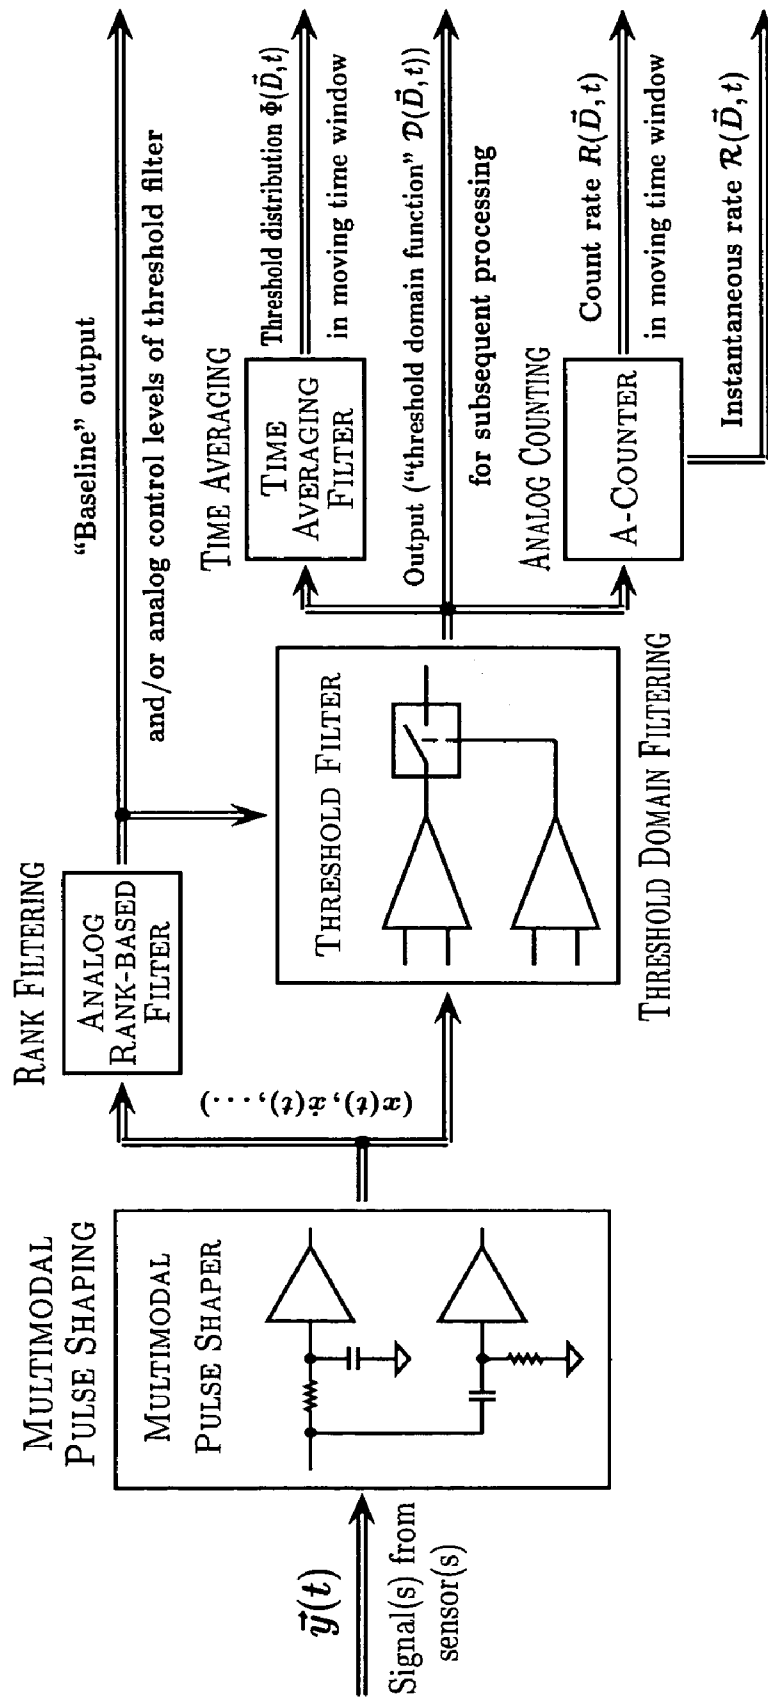 y⃗(t)
Signal(s) from
sensor(s)
MULTIMODAL
PULSE SHAPING
MULTIMODAL
PULSE SHAPER
(x(t), ẋ(t), ...)
RANK FILTERING
ANALOG
RANK-BASED
FILTER
"Baseline" output
and/or analog control levels of threshold filter
THRESHOLD FILTER
THRESHOLD DOMAIN FILTERING
TIME AVERAGING
TIME
AVERAGING
FILTER
Threshold distribution Φ(D⃗, t)
in moving time window
Output ("threshold domain function" 𝒟(D⃗, t))
for subsequent processing
ANALOG COUNTING
A-COUNTER
Count rate R(D⃗, t)
in moving time window
Instantaneous rate ℛ(D⃗, t)